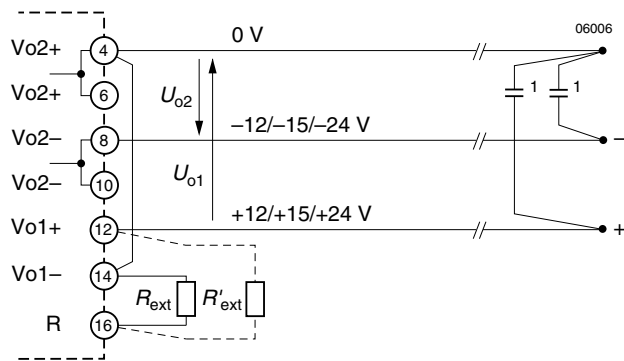 Vo2+ 4 0 V 06006
Vo2+ 6 Uo2 1 1
Vo2– 8 –12/–15/–24 V –
Vo2– 10 Uo1
Vo1+ 12 +12/+15/+24 V +
Vo1– 14
Rext R'ext
R 16